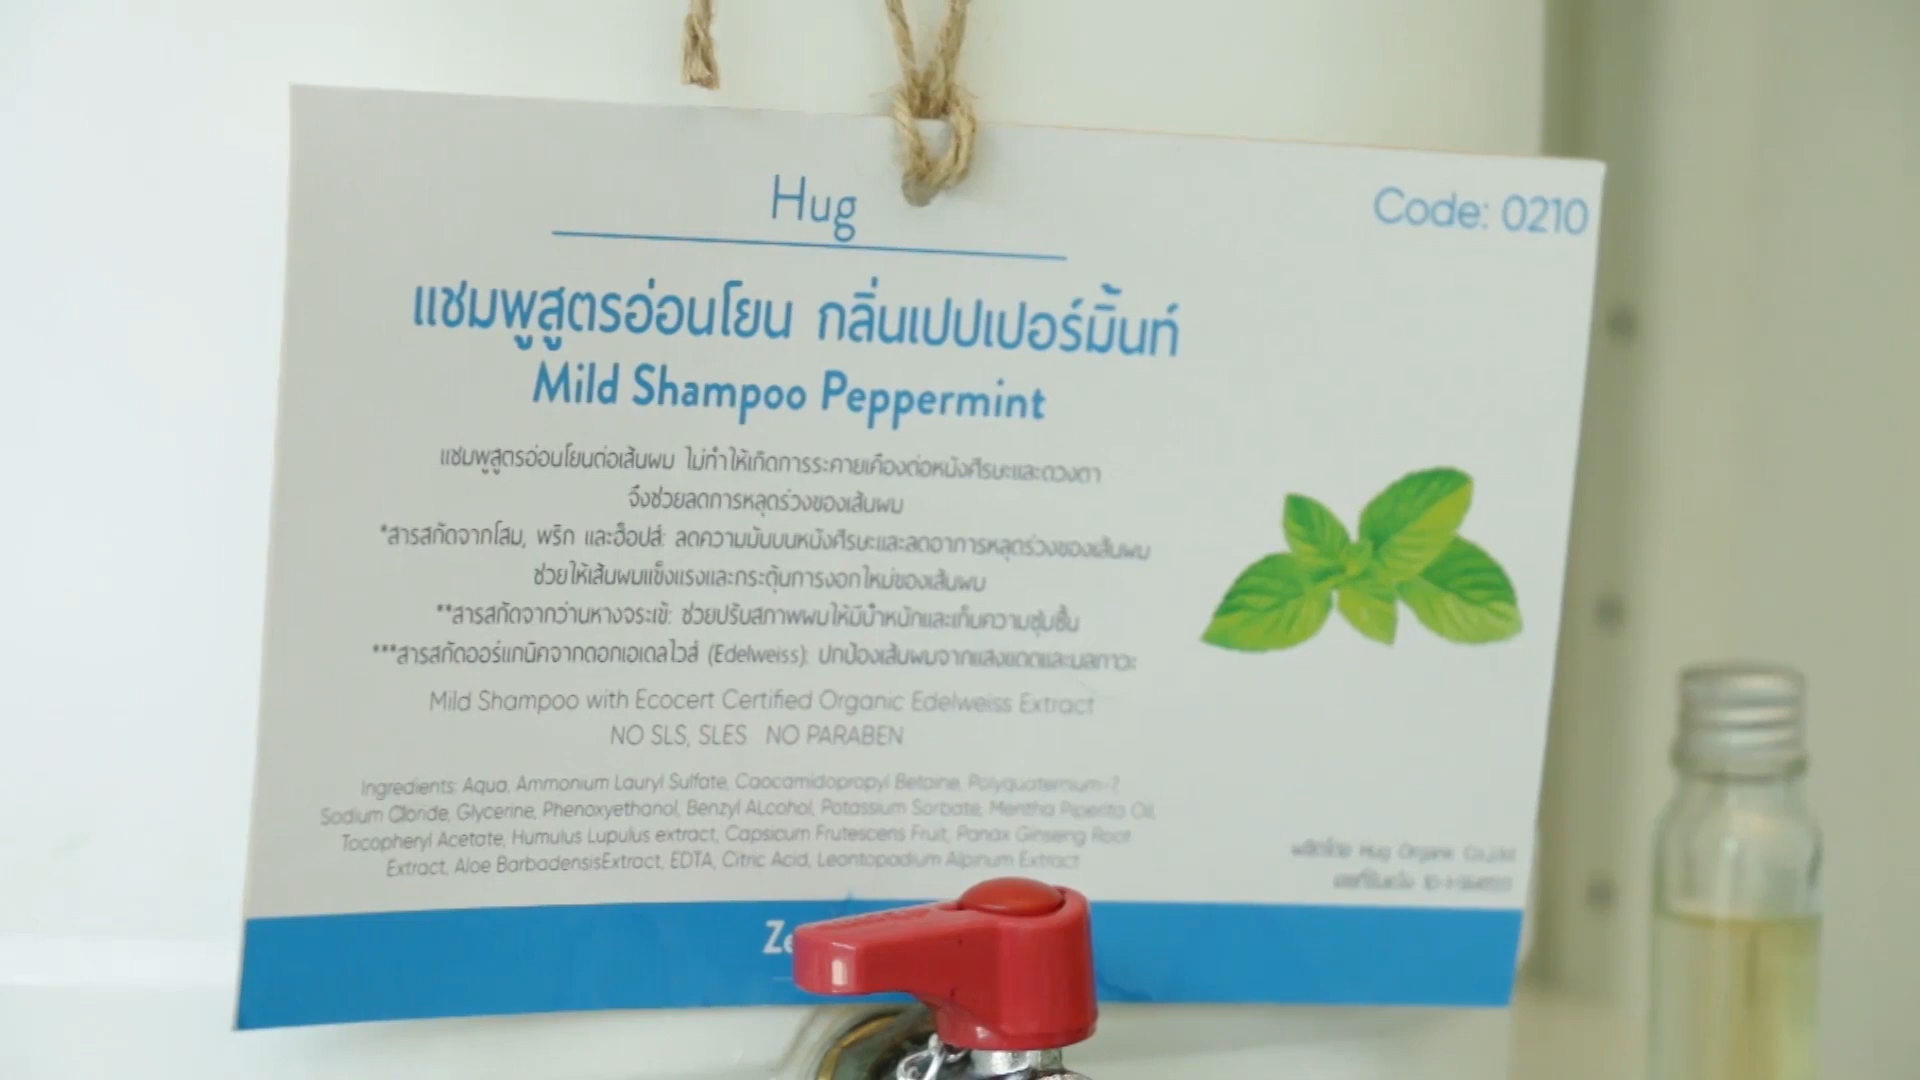 Hug
Code: 0210
แชมพูสูตรอ่อนโยน กลิ่นเปปเปอร์มิ้นท์
Mild Shampoo Peppermint
แชมพูสูตรอ่อนโยนต่อเส้นผม ไม่ทำให้เกิดการระคายเคืองต่อหนังศีรษะและดวงตา
จึงช่วยลดการหลุดร่วงของเส้นผม
*สารสกัดจากโสม, พริก และฮ็อปส์: ลดความมันบนหนังศีรษะและลดอาการหลุดร่วงของเส้นผม
ช่วยให้เส้นผมแข็งแรงและกระตุ้นการงอกใหม่ของเส้นผม
**สารสกัดจากว่านหางจระเข้: ช่วยปรับสภาพผมให้มีน้ำหนักและเก็บความชุ่มชื้น
***สารสกัดออร์แกนิคจากดอกเอเดลไวส์ (Edelweiss): ปกป้องเส้นผมจากแสงแดดและมลภาวะ
Mild Shampoo with Ecocert Certified Organic Edelweiss Extract
NO SLS, SLES NO PARABEN
Ingredients: Aqua, Ammonium Lauryl Sulfate, Caocamidopropyl Betaine, Polyquaternium-7
Sodium Cloride, Glycerine, Phenoxyethanol, Benzyl ALcohol, Potassium Sorbate, Mentha Piperita Oil,
Tocopheryl Acetate, Humulus Lupulus extract, Capsicum Frutescens Fruit, Panax Ginseng Root
Extract, Aloe BarbadensisExtract, EDTA, Citric Acid, Leontopodium Alpinum Extract
ผลิตโดย Hug Organic Co.,ltd